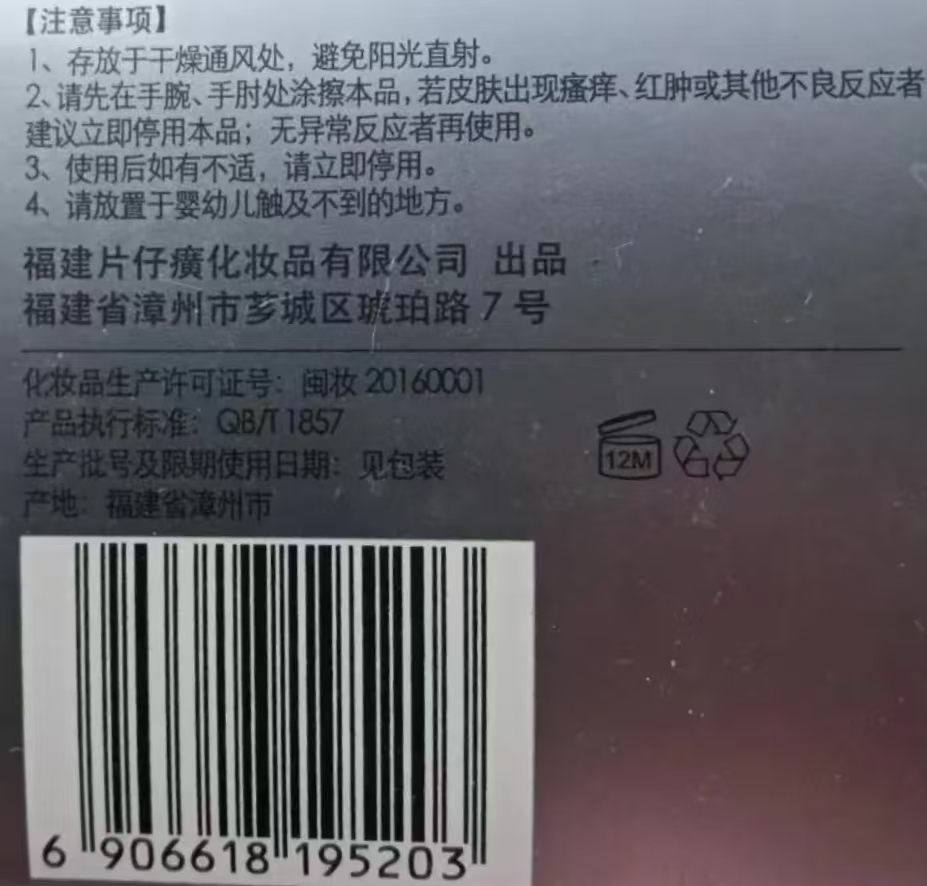 【注意事项】
1、存放于干燥通风处，避免阳光直射。
2、请先在手腕、手肘处涂擦本品，若皮肤出现瘙痒、红肿或其他不良反应者
建议立即停用本品；无异常反应者再使用。
3、使用后如有不适，请立即停用。
4、请放置于婴幼儿触及不到的地方。
福建片仔癀化妆品有限公司 出品
福建省漳州市芗城区琥珀路 7 号
化妆品生产许可证号：闽妆 20160001
产品执行标准：QB/T 1857
生产批号及限期使用日期：见包装
产地：福建省漳州市
12M
6 906618 195203